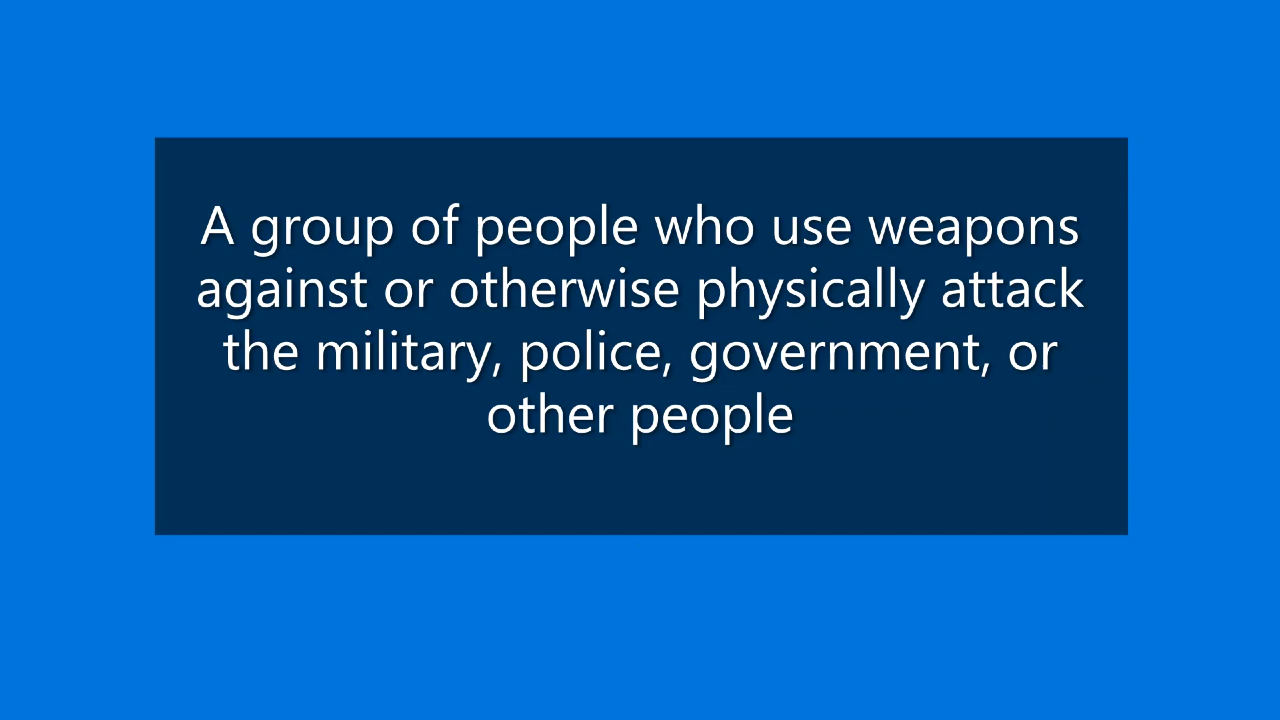 A group of people who use weapons
against or otherwise physically attack
the military, police, government, or
other people